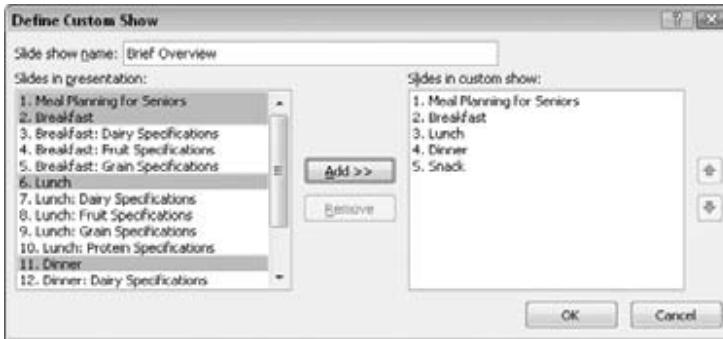 Define Custom Show
Slide show name: Brief Overview
Slides in presentation:
1. Meal Planning for Seniors
2. Breakfast
3. Breakfast: Dairy Specifications
4. Breakfast: Fruit Specifications
5. Breakfast: Grain Specifications
6. Lunch
7. Lunch: Dairy Specifications
8. Lunch: Fruit Specifications
9. Lunch: Grain Specifications
10. Lunch: Protein Specifications
11. Dinner
12. Dinner: Dairy Specifications
Add >>
Remove
Slides in custom show:
1. Meal Planning for Seniors
2. Breakfast
3. Lunch
4. Dinner
5. Snack
OK
Cancel